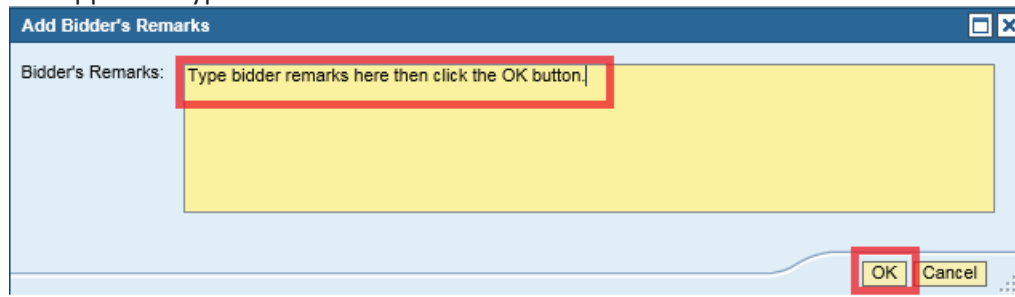 Add Bidder's Remarks
Bidder's Remarks:
Type bidder remarks here then click the OK button.
OK Cancel